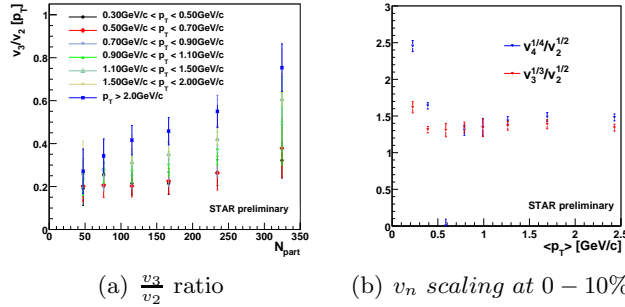 v3/v2 [pT]
1
0.8
0.6
0.4
0.2
0
0.30GeV/c < pT < 0.50GeV/c
0.50GeV/c < pT < 0.70GeV/c
0.70GeV/c < pT < 0.90GeV/c
0.90GeV/c < pT < 1.10GeV/c
1.10GeV/c < pT < 1.50GeV/c
1.50GeV/c < pT < 2.00GeV/c
pT > 2.0GeV/c
STAR preliminary
0 50 100 150 200 250 300 350
Npart
(a) v3/v2 ratio
3
2.5
2
1.5
1
0.5
0
v4^1/4/v2^1/2
v3^1/3/v2^1/2
STAR preliminary
0 0.5 1 1.5 2 2.5
<pT> [GeV/c]
(b) vn scaling at 0 − 10%